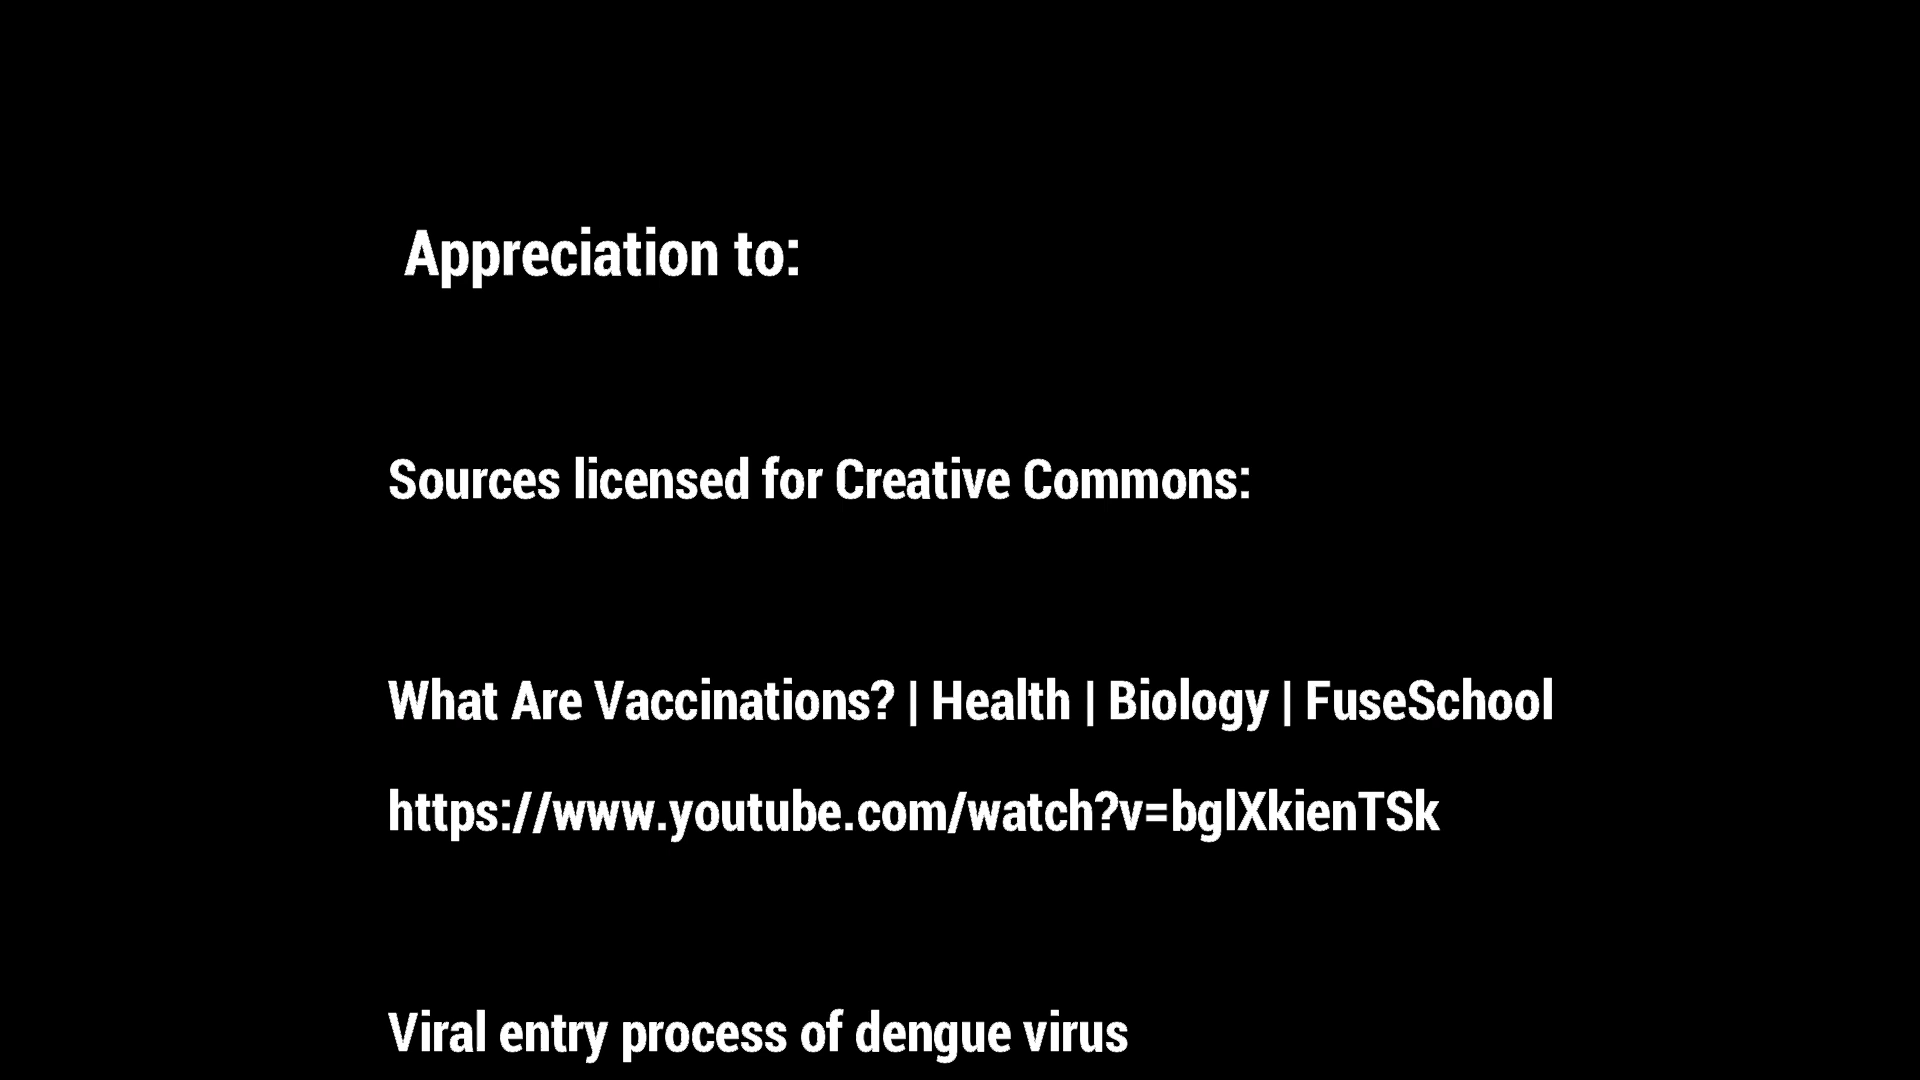 Appreciation to:
Sources licensed for Creative Commons:
What Are Vaccinations? | Health | Biology | FuseSchool
https://www.youtube.com/watch?v=bglXkienTSk
Viral entry process of dengue virus